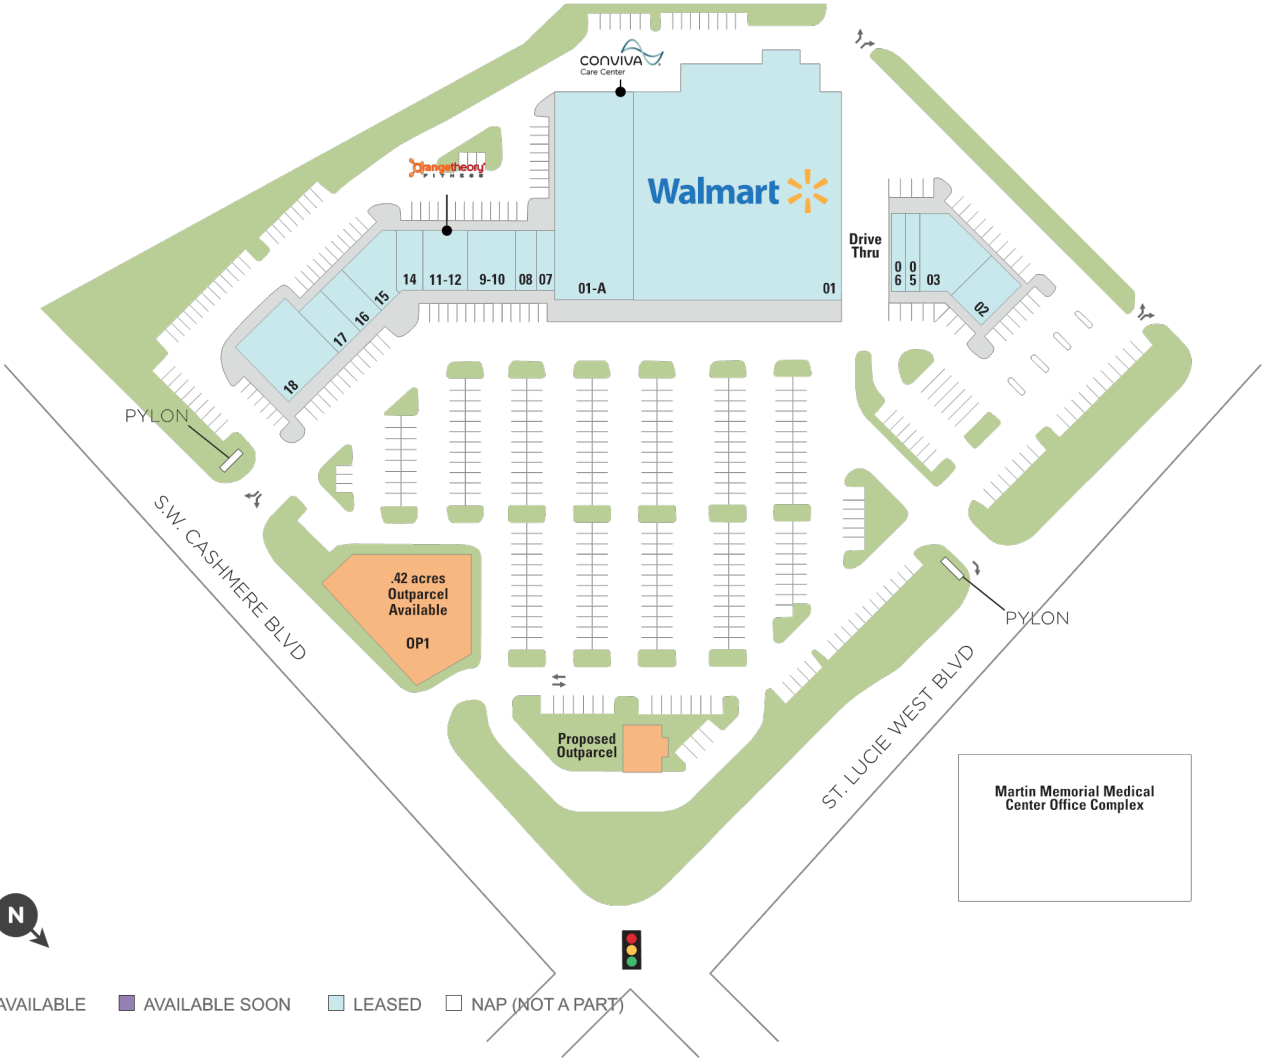 CONVIVA
Care Center
orangetheory
FITNESS
Walmart
Drive
Thru
14
11-12
9-10
08
07
01-A
01
0
6
0
5
03
02
15
16
17
18
PYLON
S.W. CASHMERE BLVD
.42 acres
Outparcel
Available
OP1
PYLON
ST. LUCIE WEST BLVD
Proposed
Outparcel
Martin Memorial Medical
Center Office Complex
N
AVAILABLE
AVAILABLE SOON
LEASED
NAP (NOT A PART)